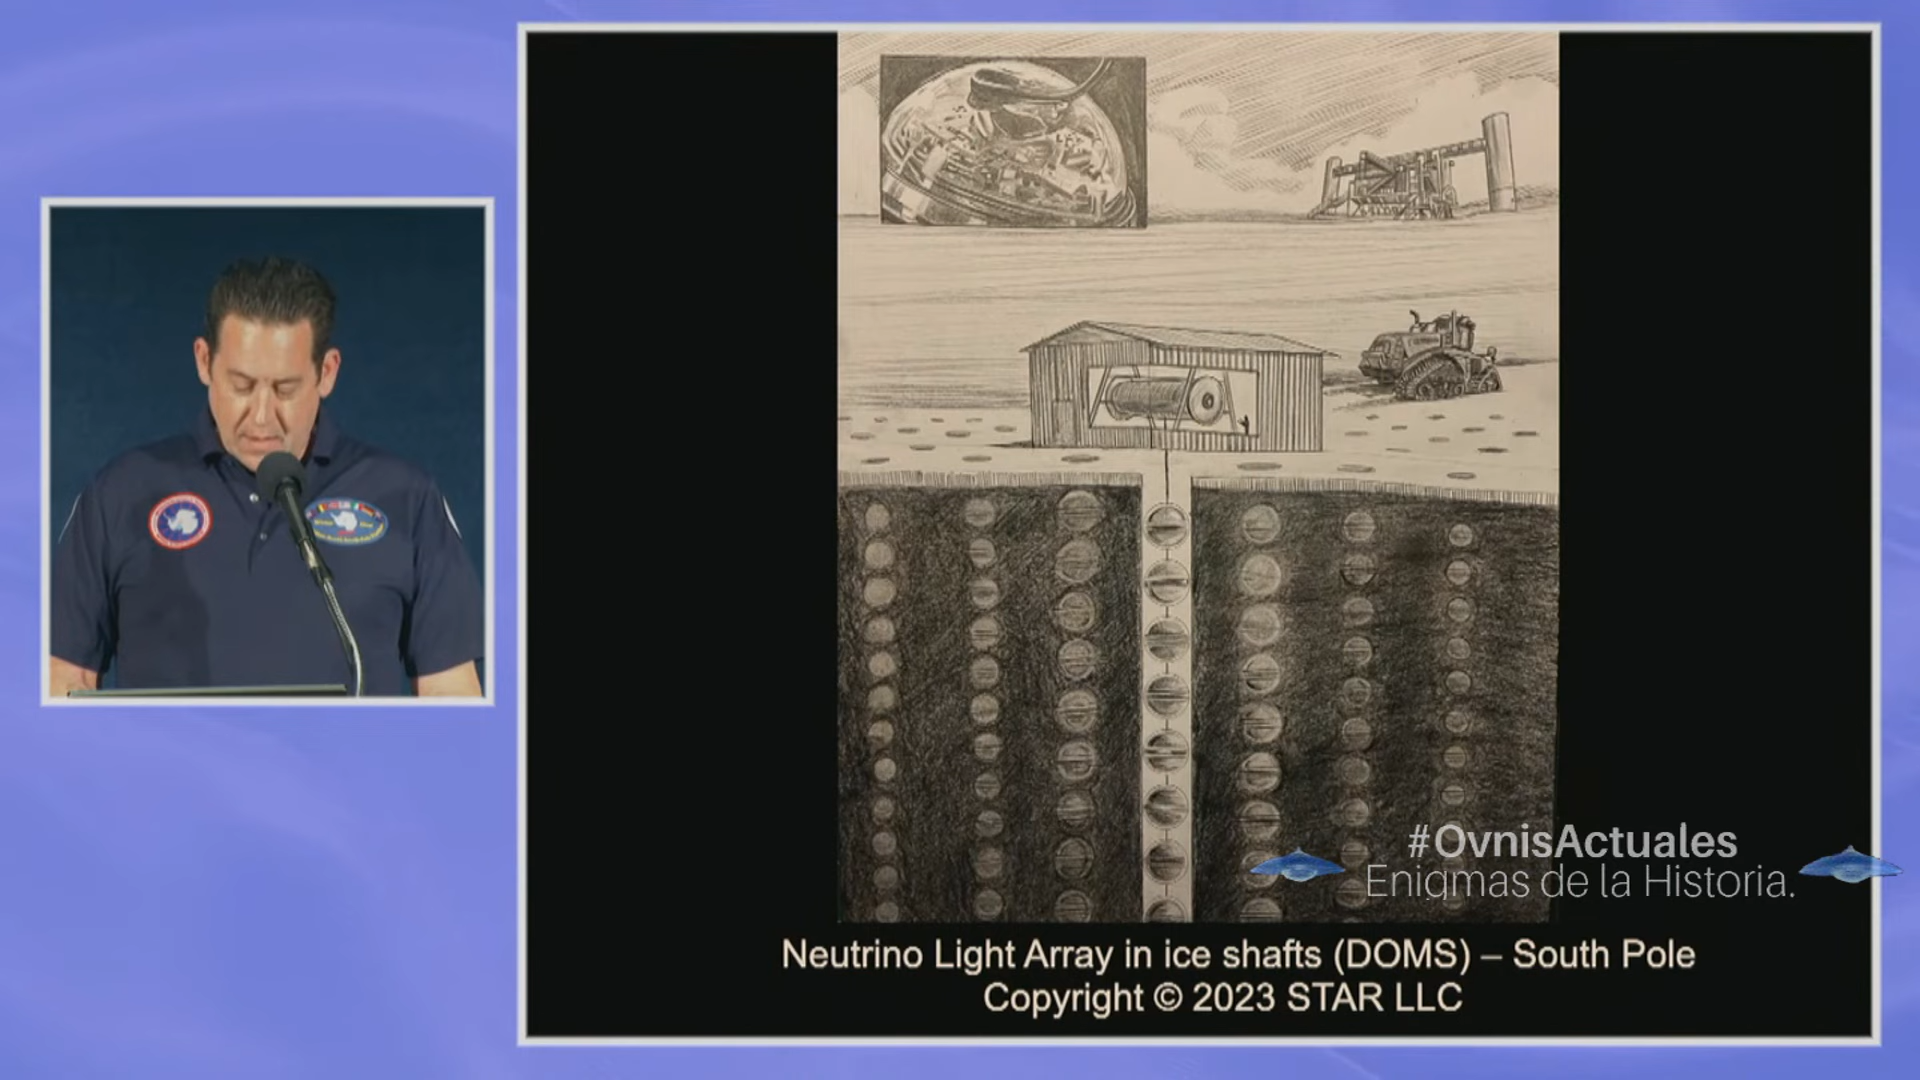 #OvnisActuales
Enigmas de la Historia.
Neutrino Light Array in ice shafts (DOMS) – South Pole
Copyright © 2023 STAR LLC